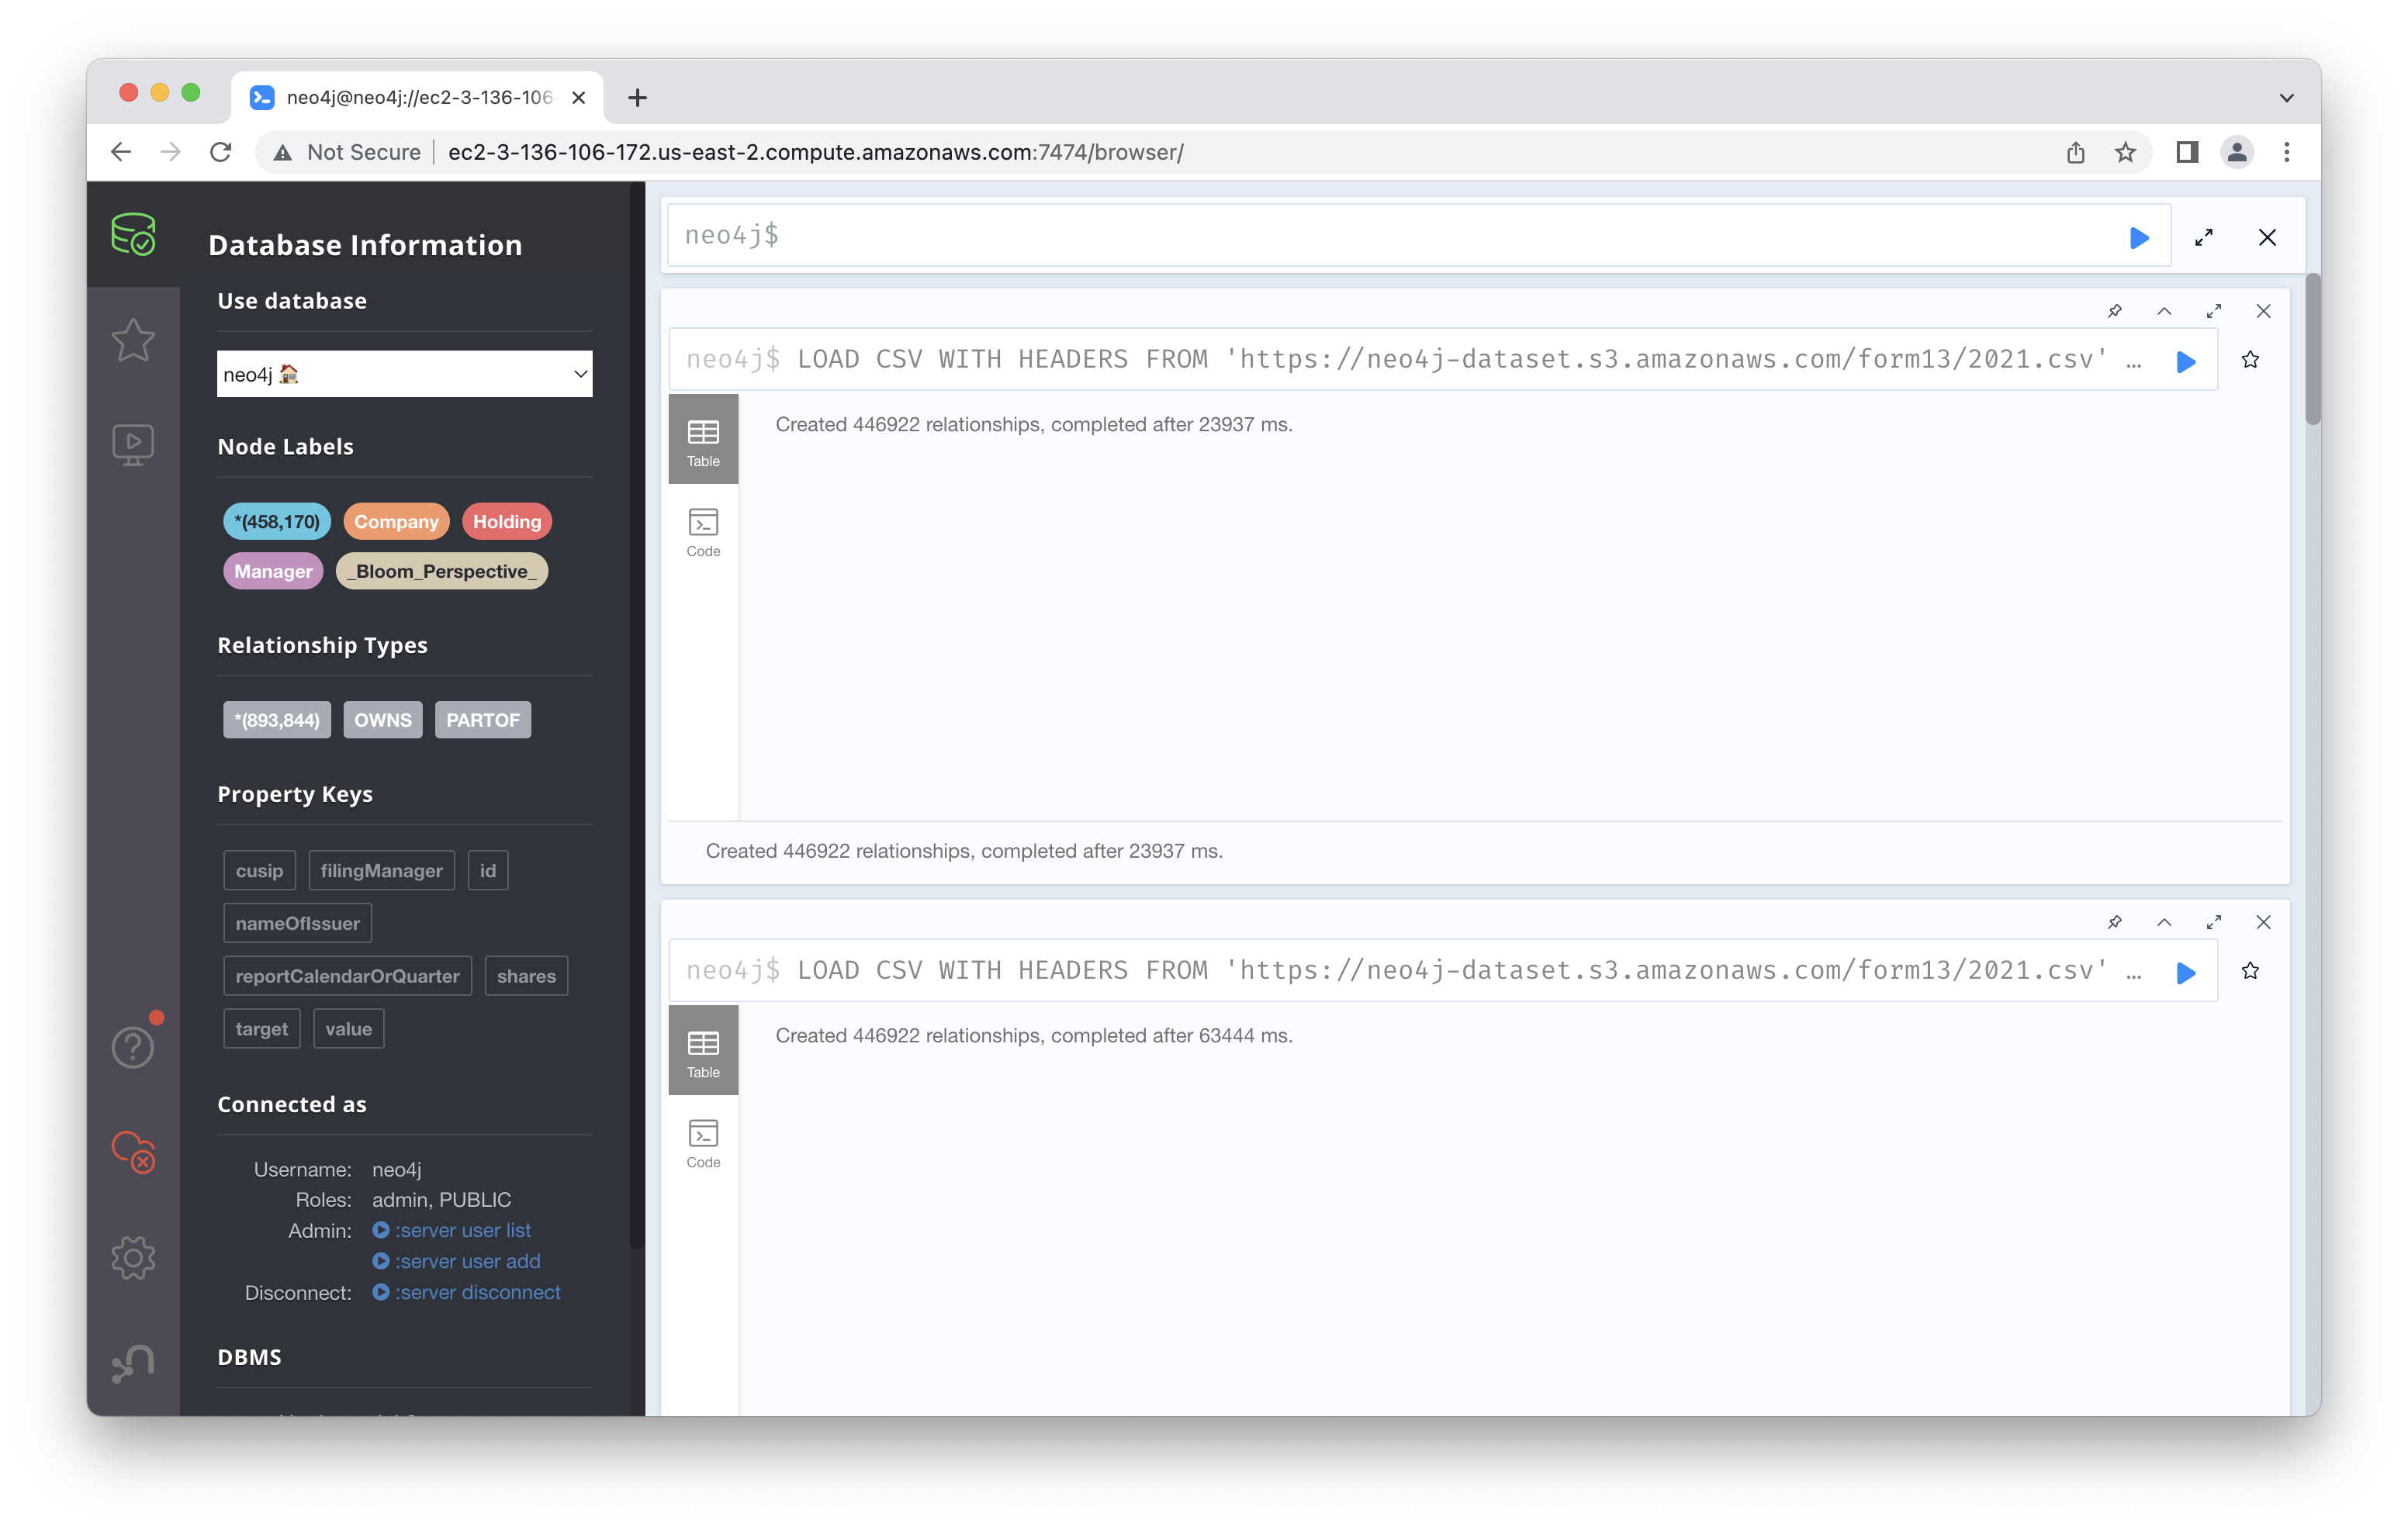 neo4j@neo4j://ec2-3-136-106
Not Secure
ec2-3-136-106-172.us-east-2.compute.amazonaws.com:7474/browser/
Database Information
Use database
neo4j 🏠
Node Labels
*(458,170) Company Holding
Manager _Bloom_Perspective_
Relationship Types
*(893,844) OWNS PARTOF
Property Keys
cusip filingManager id
nameOfIssuer
reportCalendarOrQuarter shares
target value
Connected as
Username: neo4j
Roles: admin, PUBLIC
Admin: :server user list
:server user add
Disconnect: :server disconnect
DBMS
neo4j$
neo4j$ LOAD CSV WITH HEADERS FROM 'https://neo4j-dataset.s3.amazonaws.com/form13/2021.csv' …
Table
Created 446922 relationships, completed after 23937 ms.
Code
Created 446922 relationships, completed after 23937 ms.
neo4j$ LOAD CSV WITH HEADERS FROM 'https://neo4j-dataset.s3.amazonaws.com/form13/2021.csv' …
Table
Created 446922 relationships, completed after 63444 ms.
Code